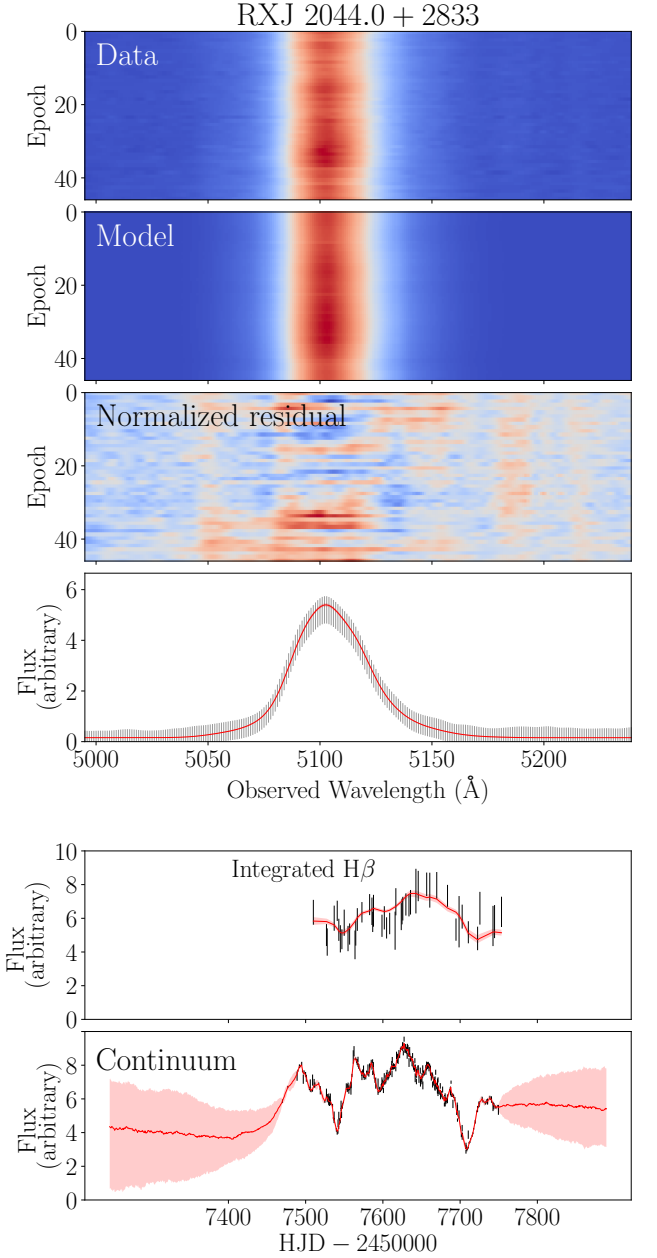 RXJ 2044.0 + 2833
Data
Epoch
0
20
40
Model
Epoch
0
20
40
Normalized residual
Epoch
0
20
40
Flux
(arbitrary)
6
4
2
0
5000 5050 5100 5150 5200
Observed Wavelength (Å)
Integrated Hβ
Flux
(arbitrary)
10
8
6
4
2
0
Continuum
Flux
(arbitrary)
8
6
4
2
0
7400 7500 7600 7700 7800
HJD − 2450000